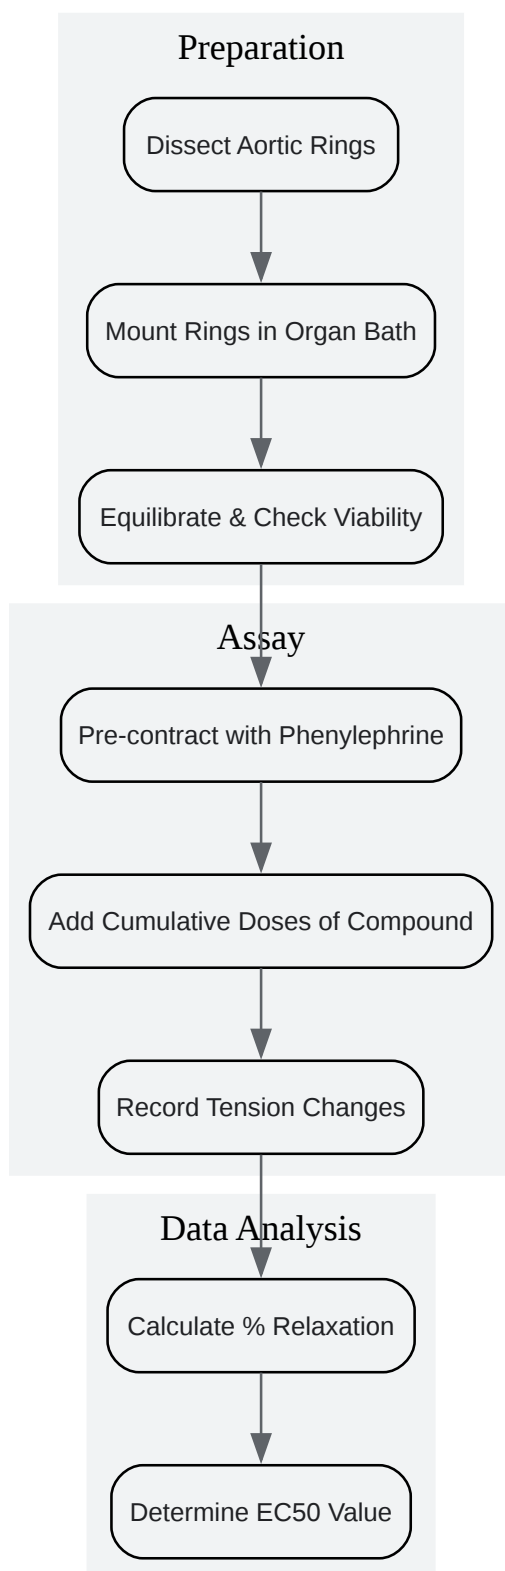 Preparation
Dissect Aortic Rings
Mount Rings in Organ Bath
Equilibrate & Check Viability
Assay
Pre-contract with Phenylephrine
Add Cumulative Doses of Compound
Record Tension Changes
Data Analysis
Calculate % Relaxation
Determine EC50 Value